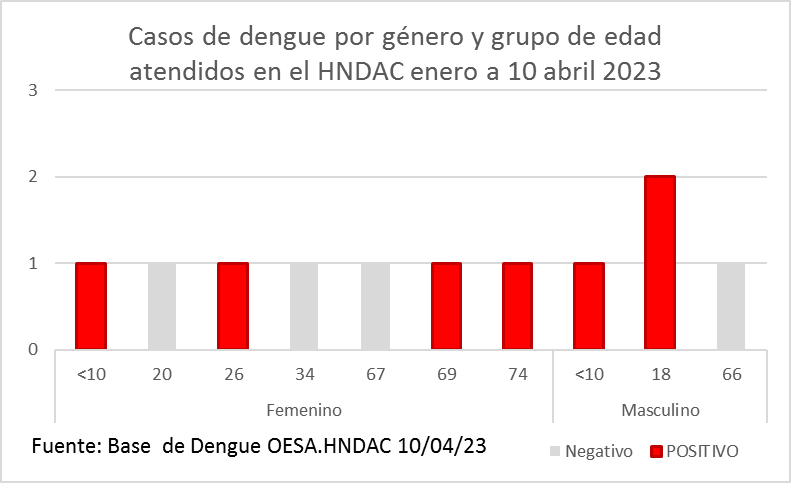 Casos de dengue por género y grupo de edad
atendidos en el HNDAC enero a 10 abril 2023
3
2
1
0
<10 20 26 34 67 69 74 <10 18 66
Femenino Masculino
Fuente: Base de Dengue OESA.HNDAC 10/04/23
Negativo POSITIVO